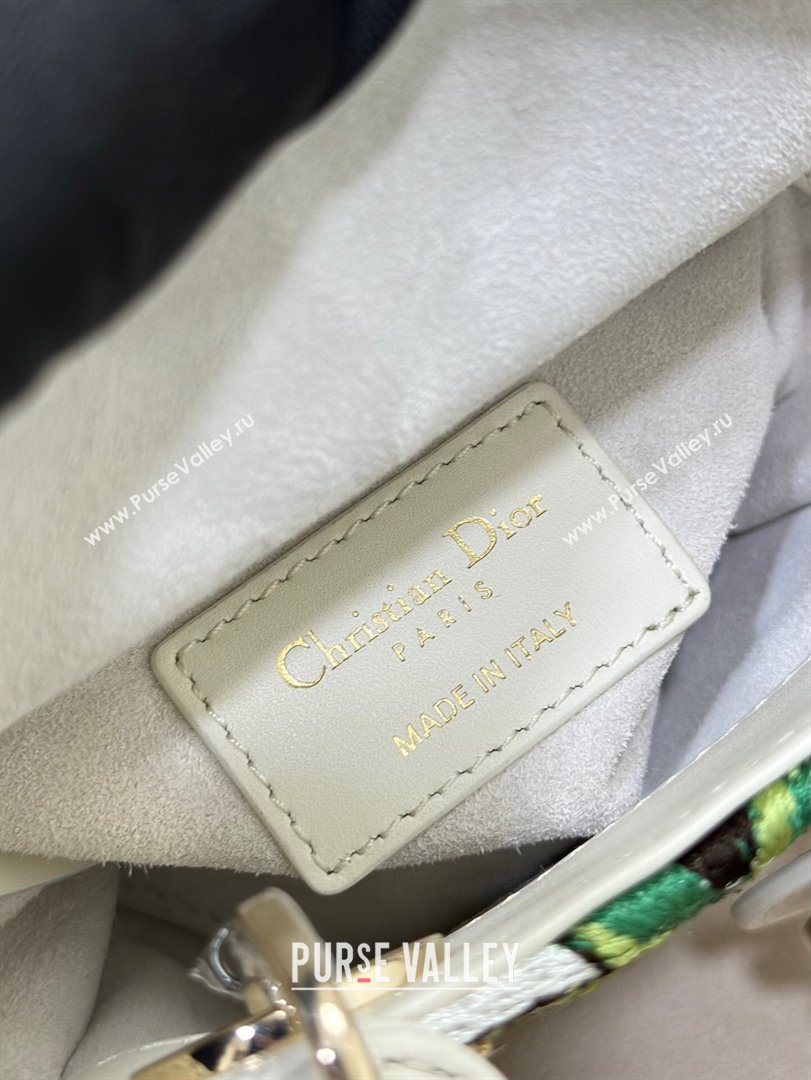 www.PurseValley.ru
www.PurseValley.ru
Christian Dior
PARIS
MADE IN ITALY
PURSE VALLEY